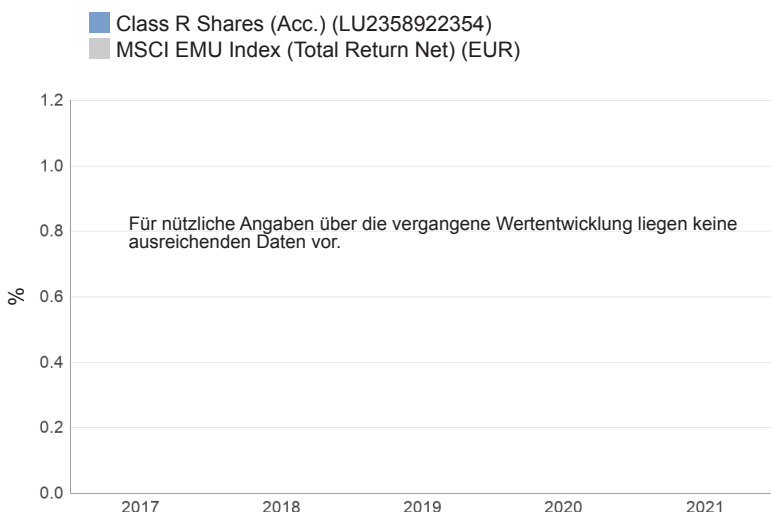 Class R Shares (Acc.) (LU2358922354)
MSCI EMU Index (Total Return Net) (EUR)
1.2
1.0
Für nützliche Angaben über die vergangene Wertentwicklung liegen keine
ausreichenden Daten vor.
0.8
%
0.6
0.4
0.2
0.0
2017 2018 2019 2020 2021